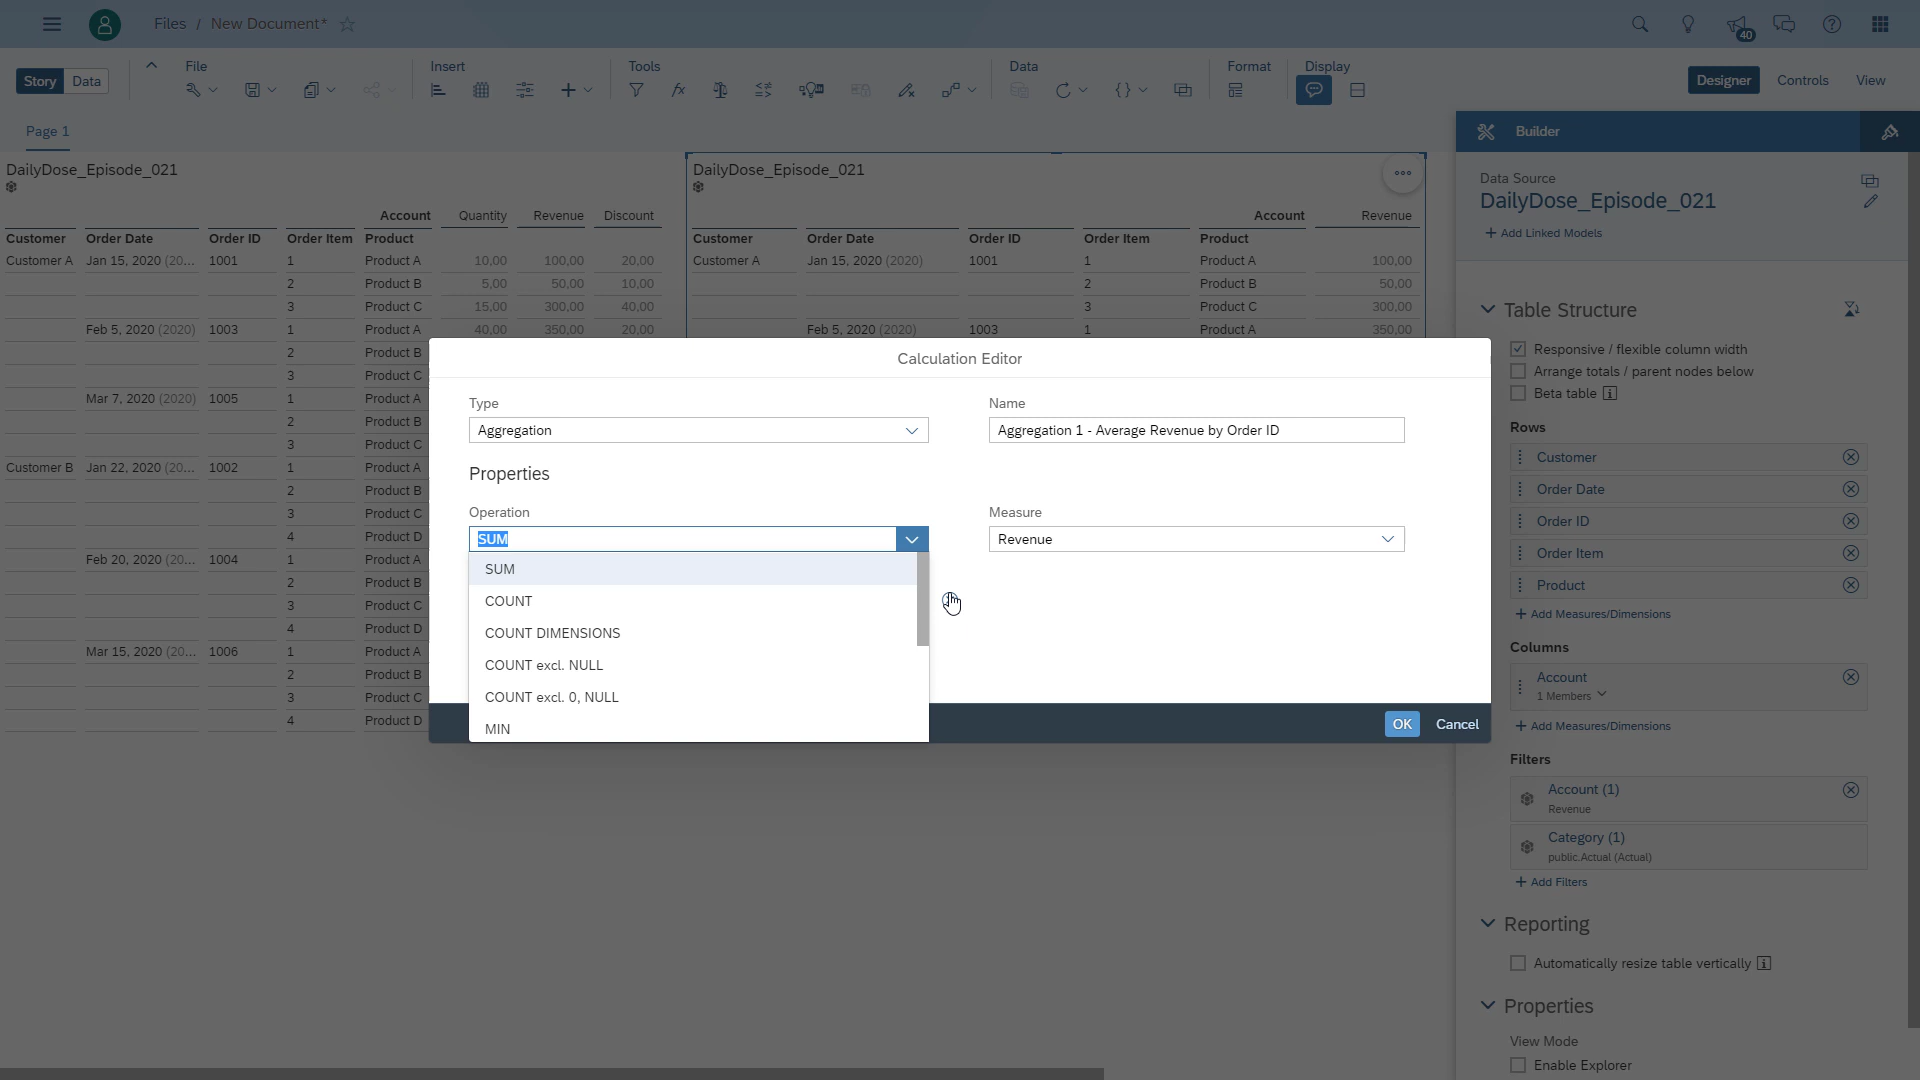 Files / New Document*
40
Story
Data
File
Insert
Tools
Data
Format
Display
Designer
Controls
View
Page 1
DailyDose_Episode_021
Account Quantity Revenue Discount
Customer Order Date Order ID Order Item Product
Customer A Jan 15, 2020 (20... 1001 1 Product A 10,00 100,00 20,00
2 Product B 5,00 50,00 10,00
3 Product C 15,00 300,00 40,00
Feb 5, 2020 (2020) 1003 1 Product A 40,00 350,00 20,00
2 Product B
3 Product C
Mar 7, 2020 (2020) 1005 1 Product A
2 Product B
3 Product C
Customer B Jan 22, 2020 (20... 1002 1 Product A
2 Product B
3 Product C
4 Product D
Feb 20, 2020 (20... 1004 1 Product A
2 Product B
3 Product C
4 Product D
Mar 15, 2020 (20... 1006 1 Product A
2 Product B
3 Product C
4 Product D
DailyDose_Episode_021
Account Revenue
Customer Order Date Order ID Order Item Product
Customer A Jan 15, 2020 (2020) 1001 1 Product A 100,00
2 Product B 50,00
3 Product C 300,00
Feb 5, 2020 (2020) 1003 1 Product A 350,00
Calculation Editor
Type
Aggregation
Name
Aggregation 1 - Average Revenue by Order ID
Properties
Operation
SUM
Measure
Revenue
SUM
COUNT
COUNT DIMENSIONS
COUNT excl. NULL
COUNT excl. 0, NULL
MIN
OK
Cancel
Builder
Data Source
DailyDose_Episode_021
+ Add Linked Models
Table Structure
Responsive / flexible column width
Arrange totals / parent nodes below
Beta table
Rows
Customer
Order Date
Order ID
Order Item
Product
+ Add Measures/Dimensions
Columns
Account
1 Members
+ Add Measures/Dimensions
Filters
Account (1)
Revenue
Category (1)
public.Actual (Actual)
+ Add Filters
Reporting
Automatically resize table vertically
Properties
View Mode
Enable Explorer